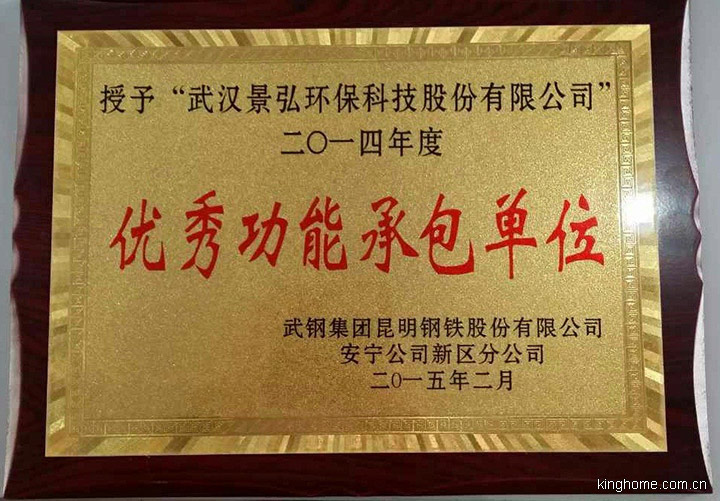 授予“武汉景弘环保科技股份有限公司”
二〇一四年度
优秀功能承包单位
武钢集团昆明钢铁股份有限公司
安宁公司新区分公司
二〇一五年二月
kinghome.com.cn